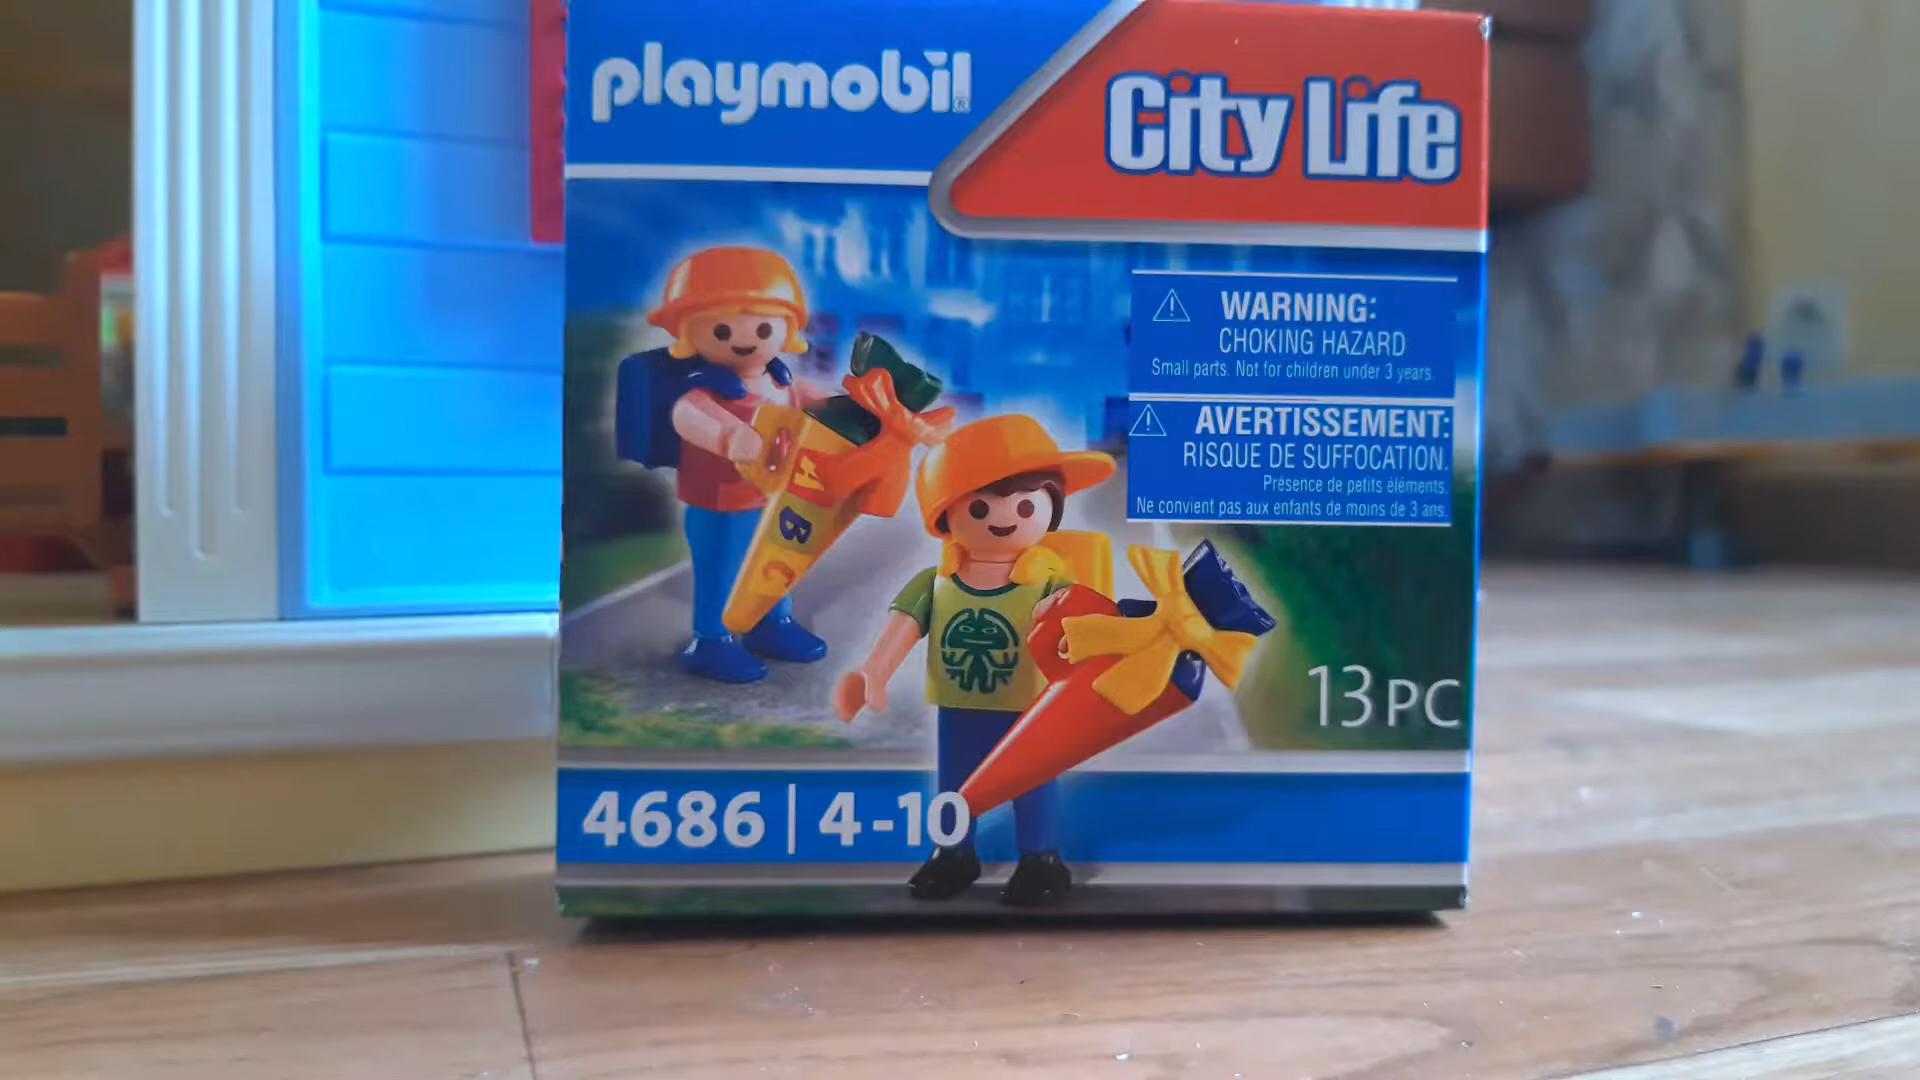 playmobil®
City Life
WARNING:
CHOKING HAZARD
Small parts. Not for children under 3 years.
AVERTISSEMENT:
RISQUE DE SUFFOCATION.
Présence de petits éléments.
Ne convient pas aux enfants de moins de 3 ans.
A
B
C
13PC
4686 | 4-10